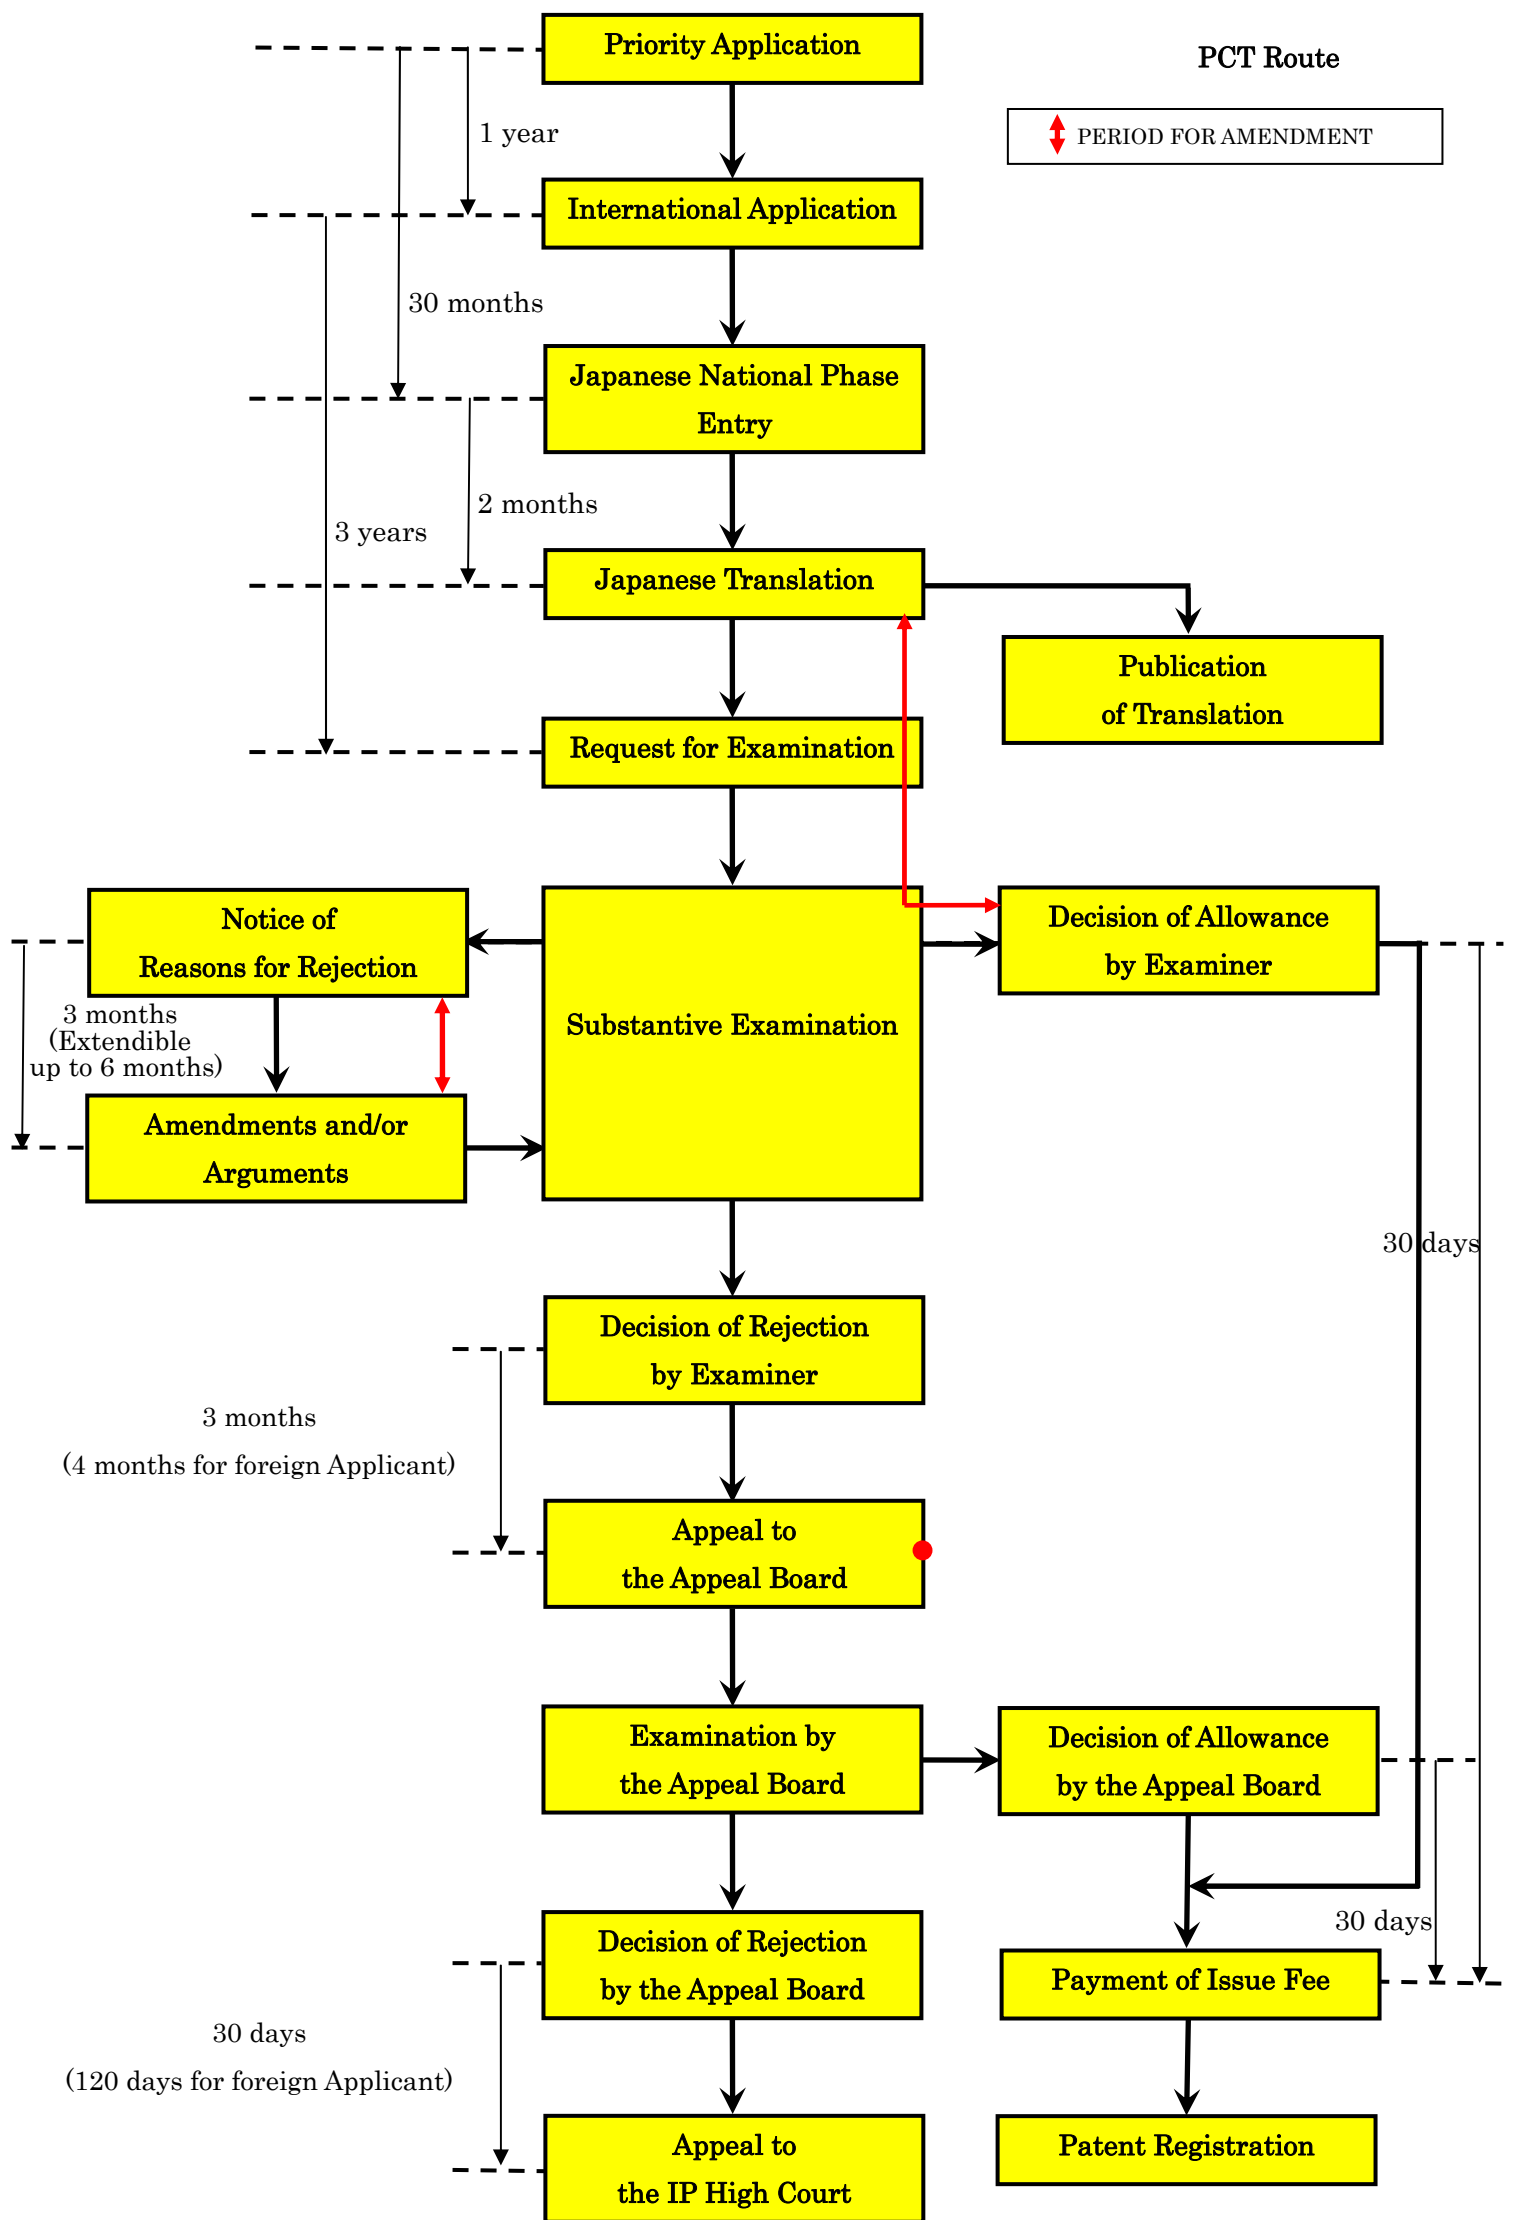 Priority Application
PCT Route
PERIOD FOR AMENDMENT
1 year
International Application
30 months
Japanese National Phase
Entry
2 months
3 years
Japanese Translation
Publication
of Translation
Request for Examination
Notice of
Reasons for Rejection
Decision of Allowance
by Examiner
3 months
(Extendible
up to 6 months)
Substantive Examination
Amendments and/or
Arguments
30 days
Decision of Rejection
by Examiner
3 months
(4 months for foreign Applicant)
Appeal to
the Appeal Board
Examination by
the Appeal Board
Decision of Allowance
by the Appeal Board
30 days
Decision of Rejection
by the Appeal Board
Payment of Issue Fee
30 days
(120 days for foreign Applicant)
Appeal to
the IP High Court
Patent Registration